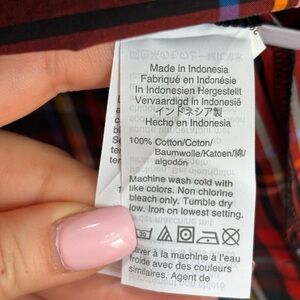 Made in Indonesia
Fabriqué en Indonésie
In Indonesien Hergestellt
Vervaardigd in Indonesië
インドネシア製
Hecho en Indonesia
100% Cotton/Coton/
Baumwolle/Katoen/綿/
algodón
Machine wash cold with
like colors. Non chlorine
bleach only. Tumble dry
low. Iron on lowest setting.
Laver à la machine à l'eau
froide avec des couleurs
similaires. Agent de